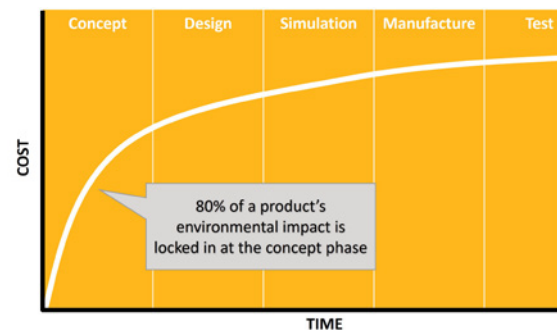 Concept Design Simulation Manufacture Test
COST
80% of a product's
environmental impact is
locked in at the concept phase
TIME